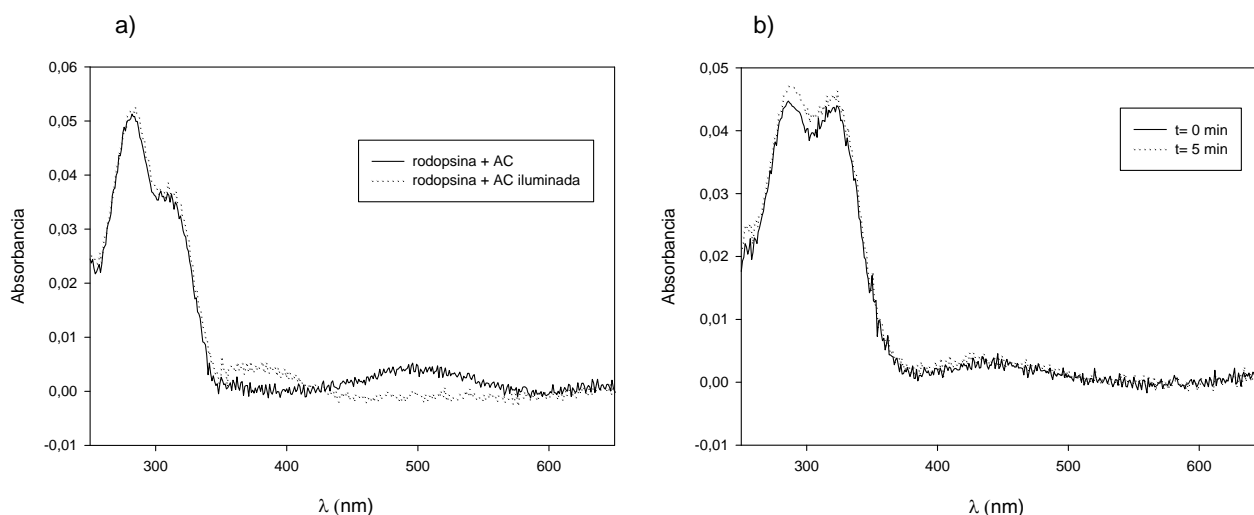 a)
0,06
0,05
0,04
0,03
0,02
0,01
0,00
-0,01
Absorbancia
rodopsina + AC
rodopsina + AC iluminada
300
400
500
600
λ (nm)
b)
0,05
0,04
0,03
0,02
0,01
0,00
-0,01
Absorbancia
t= 0 min
t= 5 min
300
400
500
600
λ (nm)